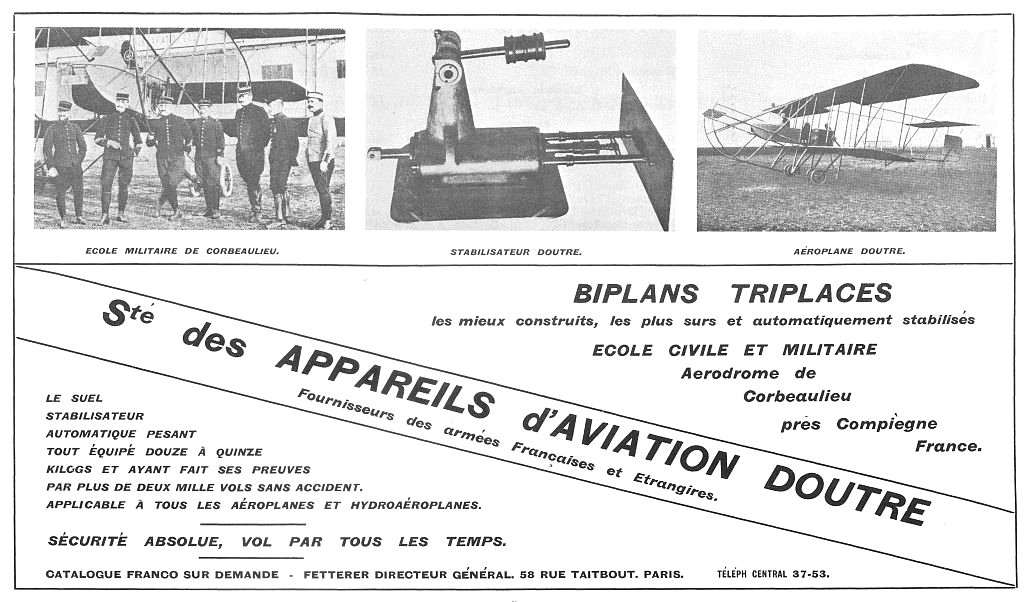 ECOLE MILITAIRE DE CORBEAULIEU.
STABILISATEUR DOUTRE.
AÉROPLANE DOUTRE.
BIPLANS TRIPLACES
les mieux construits, les plus surs et automatiquement stabilisés
ECOLE CIVILE ET MILITAIRE
Aerodrome de
Corbeaulieu
près Compiègne
France.
Sté des APPAREILS d'AVIATION DOUTRE
Fournisseurs des armées Françaises et Etrangires.
LE SUEL
STABILISATEUR
AUTOMATIQUE PESANT
TOUT ÉQUIPÉ DOUZE À QUINZE
KILGGS ET AYANT FAIT SES PREUVES
PAR PLUS DE DEUX MILLE VOLS SANS ACCIDENT.
APPLICABLE À TOUS LES AÉROPLANES ET HYDROAÉROPLANES.
SÉCURITÉ ABSOLUE, VOL PAR TOUS LES TEMPS.
CATALOGUE FRANCO SUR DEMANDE - FETTERER DIRECTEUR GÉNÉRAL. 58 RUE TAITBOUT. PARIS. TÉLÉPH CENTRAL 37-53.